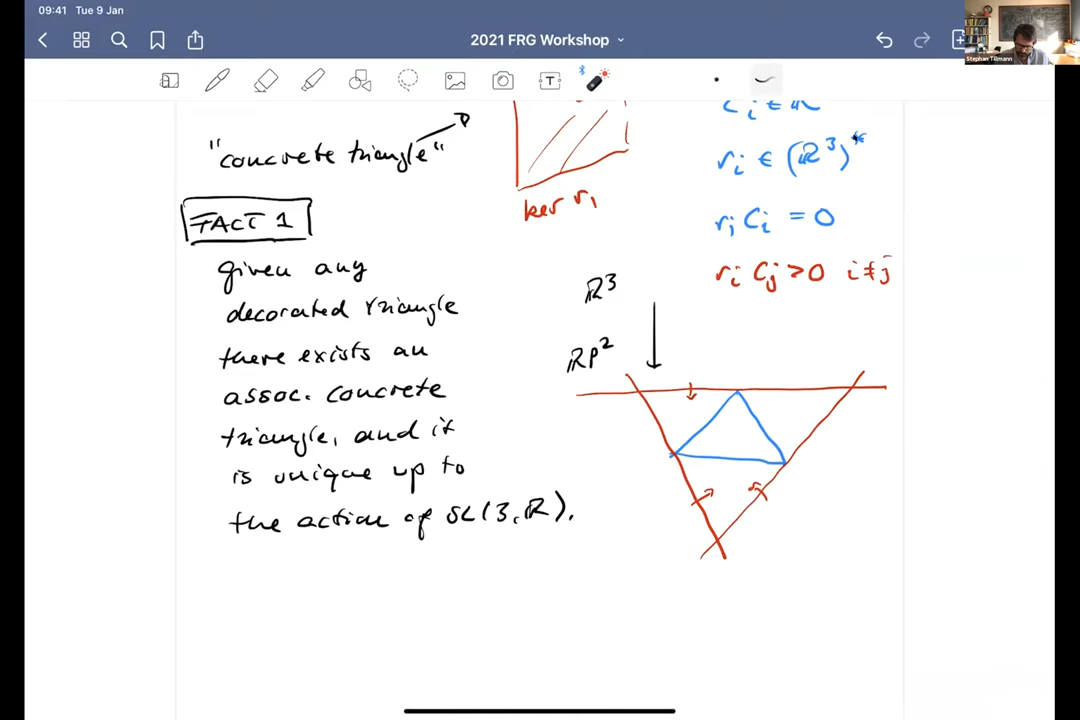 09:41 Tue 9 Jan
2021 FRG Workshop
Stephan Tillmann
"concrete triangle"
ker r₁
rᵢ ∈ (ℝ³)*
rᵢ Cᵢ = 0
rᵢ Cⱼ > 0 i ≠ j
FACT 1
given any
decorated triangle
there exists an
assoc. concrete
triangle, and it
is unique up to
the action of SL(3, ℝ).
ℝ³
ℝP²